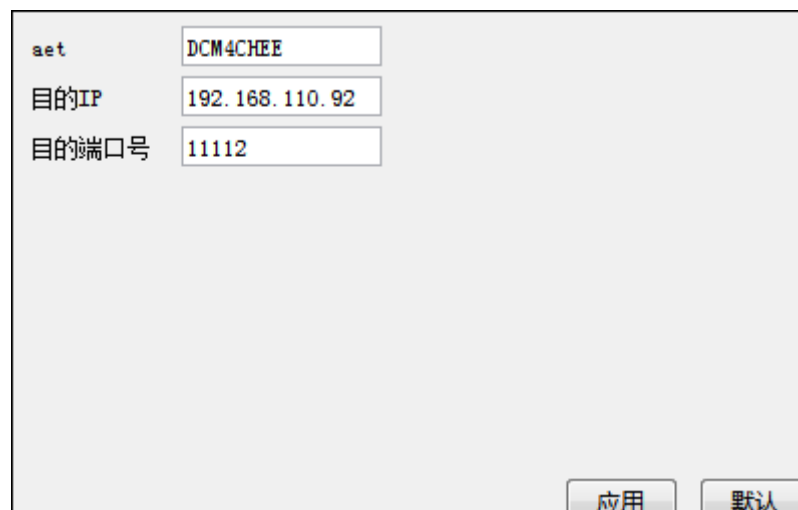 aet DCM4CHEE
目的IP 192.168.110.92
目的端口号 11112
应用 默认